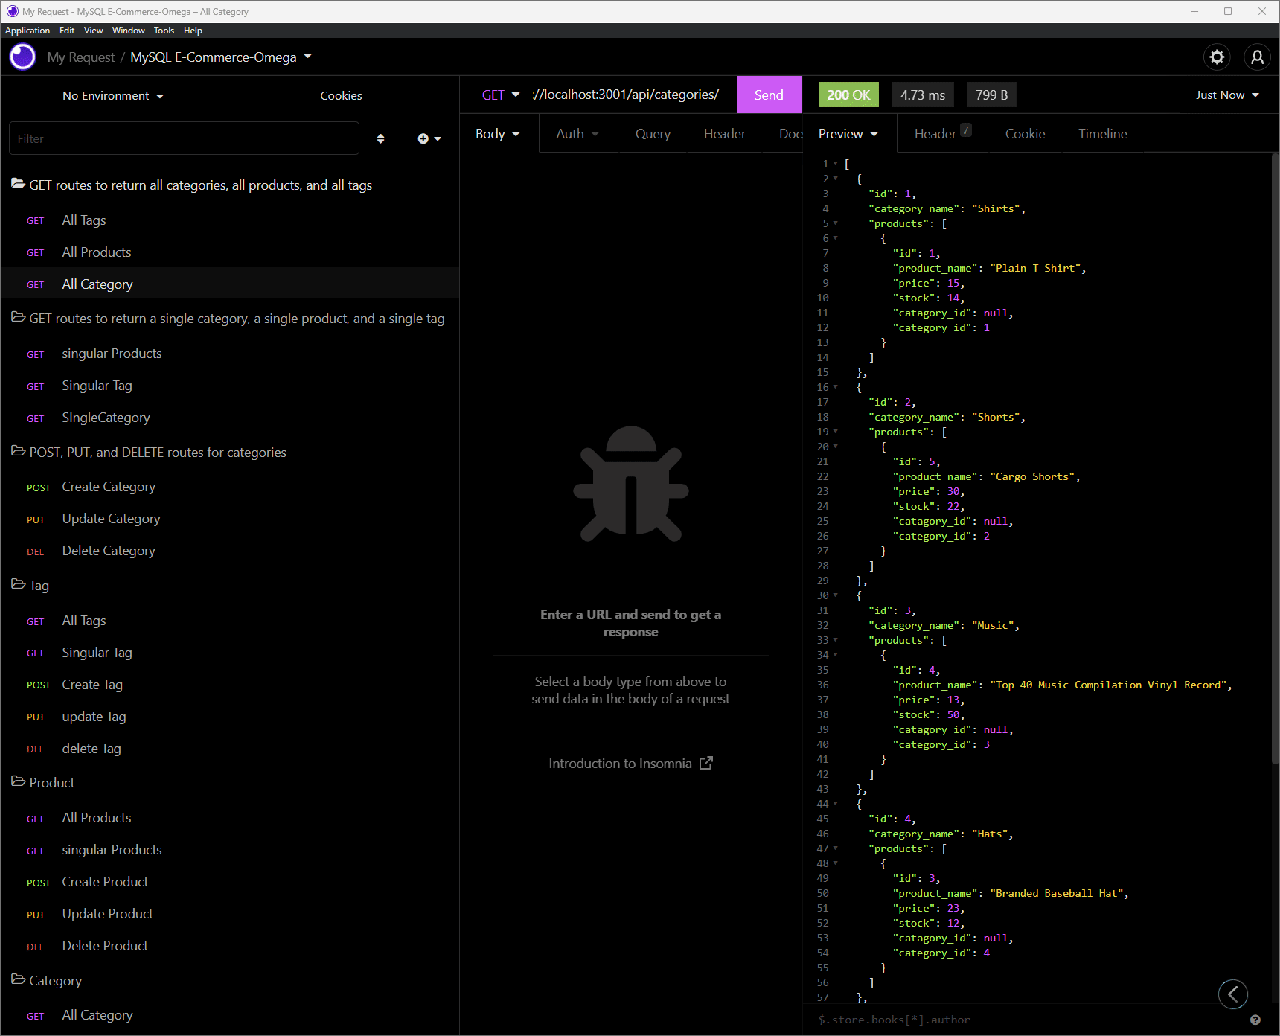 My Request - MySQL E-Commerce-Omega – All Category
Application Edit View Window Tools Help
My Request / MySQL E-Commerce-Omega
No Environment
Cookies
Filter
GET routes to return all categories, all products, and all tags
GET All Tags
GET All Products
GET All Category
GET routes to return a single category, a single product, and a single tag
GET singular Products
GET Singular Tag
GET SIngleCategory
POST, PUT, and DELETE routes for categories
POST Create Category
PUT Update Category
DEL Delete Category
Tag
GET All Tags
GET Singular Tag
POST Create Tag
PUT update Tag
DEL delete Tag
Product
GET All Products
GET singular Products
POST Create Product
PUT Update Product
DEL Delete Product
Category
GET All Category
GET //localhost:3001/api/categories/ Send
Body Auth Query Header Doc
Enter a URL and send to get a
response
Select a body type from above to
send data in the body of a request
Introduction to Insomnia
200 OK 4.73 ms 799 B Just Now
Preview Header 7 Cookie Timeline
1 [
2 {
3 "id": 1,
4 "category_name": "Shirts",
5 "products": [
6 {
7 "id": 1,
8 "product_name": "Plain T-Shirt",
9 "price": 15,
10 "stock": 14,
11 "catagory_id": null,
12 "category_id": 1
13 }
14 ]
15 },
16 {
17 "id": 2,
18 "category_name": "Shorts",
19 "products": [
20 {
21 "id": 5,
22 "product_name": "Cargo Shorts",
23 "price": 30,
24 "stock": 22,
25 "catagory_id": null,
26 "category_id": 2
27 }
28 ]
29 },
30 {
31 "id": 3,
32 "category_name": "Music",
33 "products": [
34 {
35 "id": 4,
36 "product_name": "Top 40 Music Compilation Vinyl Record",
37 "price": 13,
38 "stock": 50,
39 "catagory_id": null,
40 "category_id": 3
41 }
42 ]
43 },
44 {
45 "id": 4,
46 "category_name": "Hats",
47 "products": [
48 {
49 "id": 3,
50 "product_name": "Branded Baseball Hat",
51 "price": 23,
52 "stock": 12,
53 "catagory_id": null,
54 "category_id": 4
55 }
56 ]
57 },
$.store.books[*].author